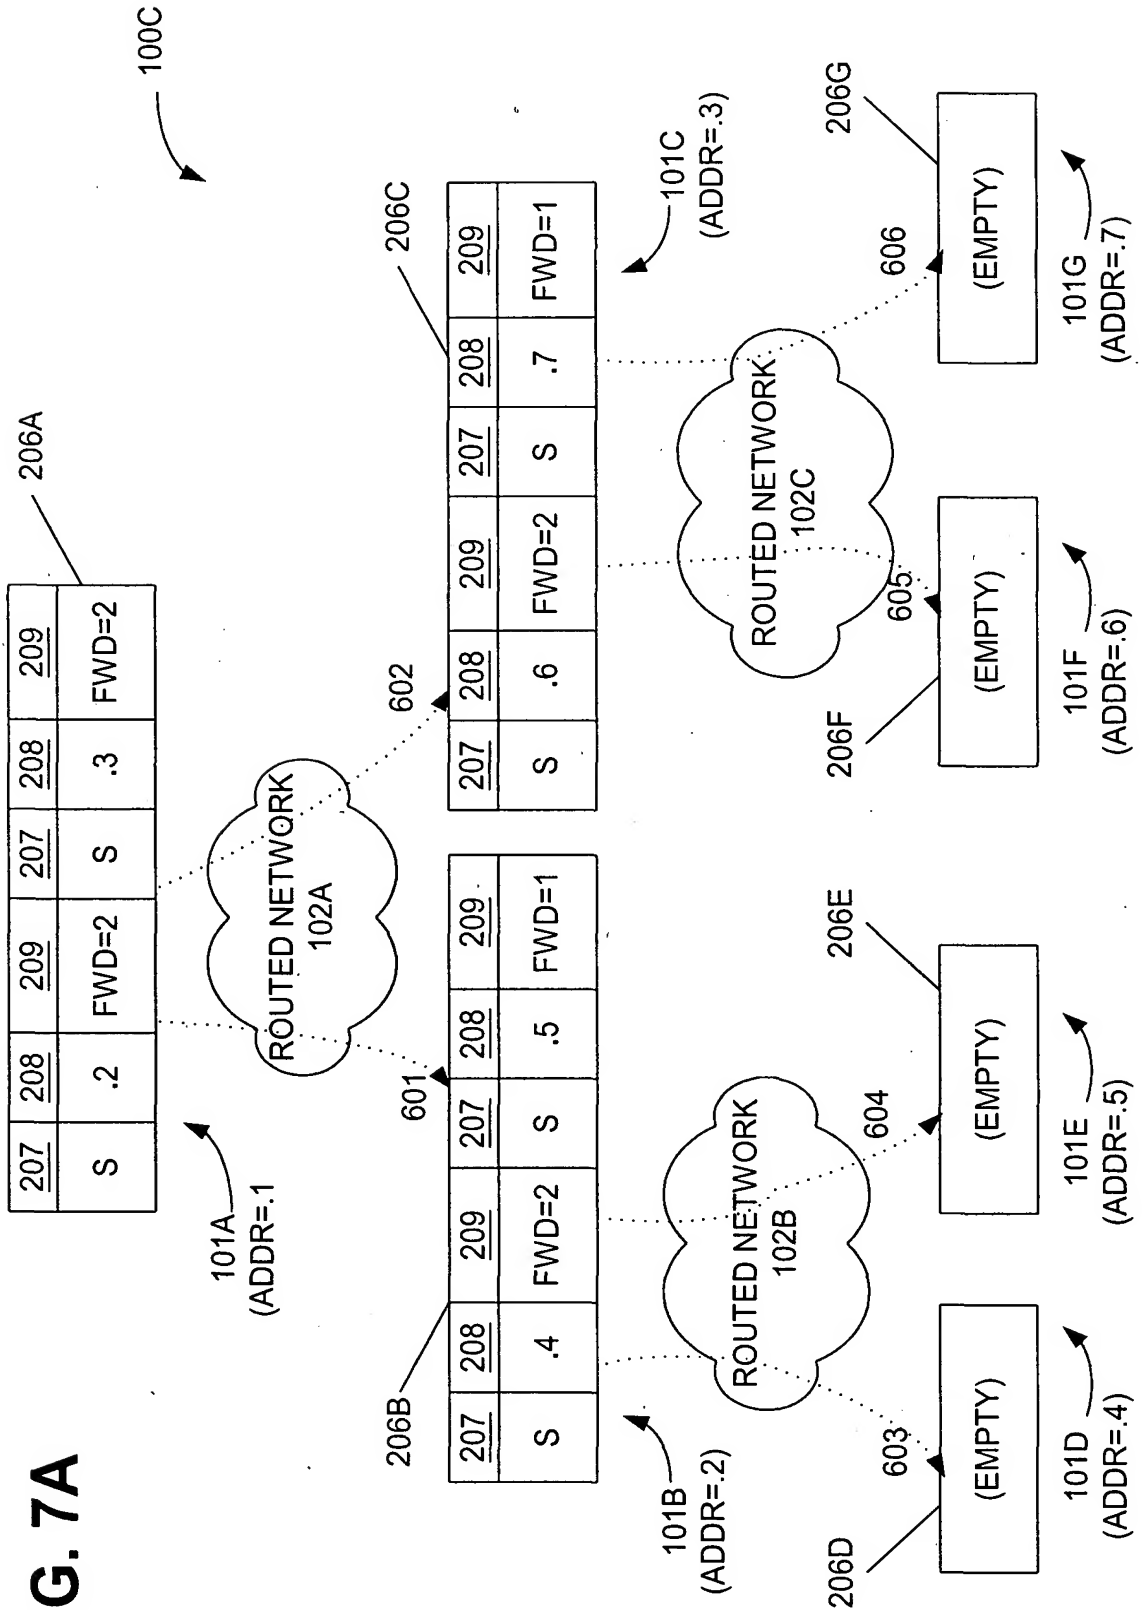 G. 7A
100C
206A
207 208 209 207 208 209
S .2 FWD=2 S .3 FWD=2
101A
(ADDR=.1
ROUTED NETWORK
102A
601
602
206B
207 208 209 207 208 209
S .4 FWD=2 S .5 FWD=1
101B
(ADDR=.2)
206C
207 208 209 207 208 209
S .6 FWD=2 S .7 FWD=1
101C
(ADDR=.3)
ROUTED NETWORK
102B
603
604
ROUTED NETWORK
102C
605
606
206D
(EMPTY)
101D
(ADDR=.4)
206E
(EMPTY)
101E
(ADDR=.5)
206F
(EMPTY)
101F
(ADDR=.6)
206G
(EMPTY)
101G
(ADDR=.7)